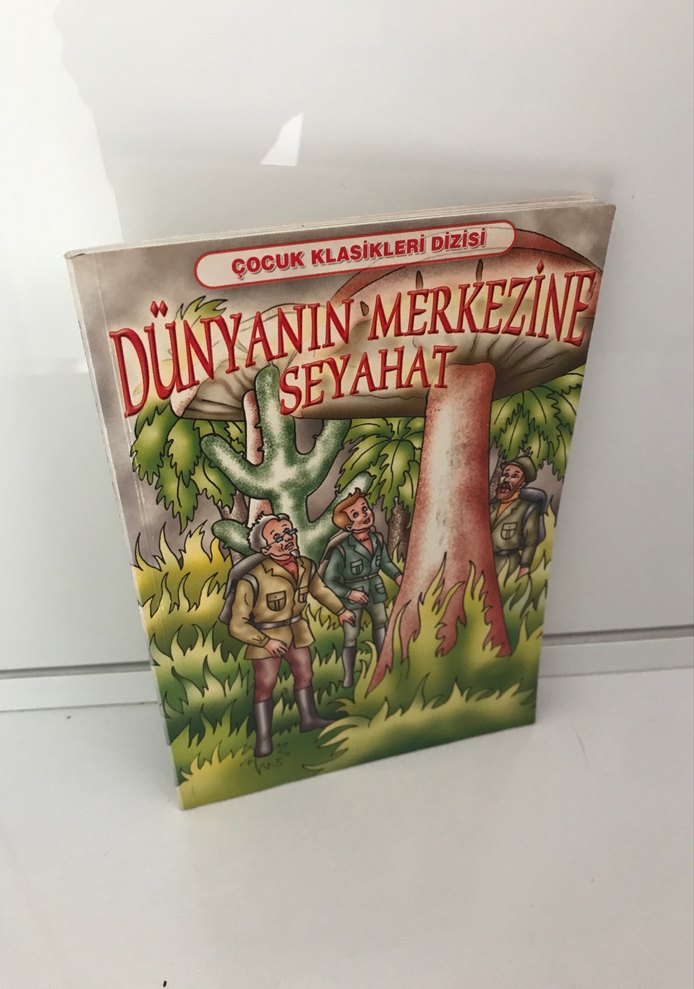 ÇOCUK KLASİKLERİ DİZİSİ
DÜNYANIN MERKEZİNE
SEYAHAT